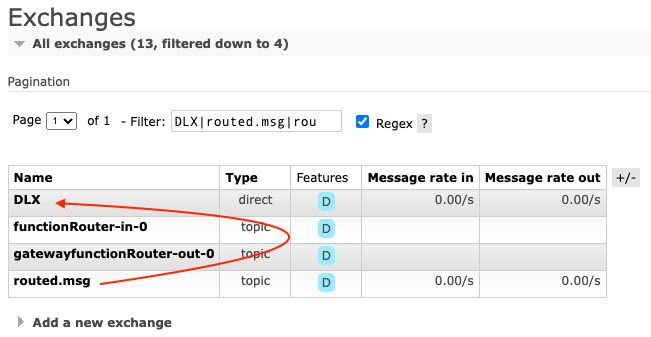 Exchanges
All exchanges (13, filtered down to 4)
Pagination
Page 1 of 1 - Filter: DLX|routed.msg|rou Regex ?
Name Type Features Message rate in Message rate out +/-
DLX direct D 0.00/s 0.00/s
functionRouter-in-0 topic D
gatewayfunctionRouter-out-0 topic D
routed.msg topic D 0.00/s 0.00/s
Add a new exchange